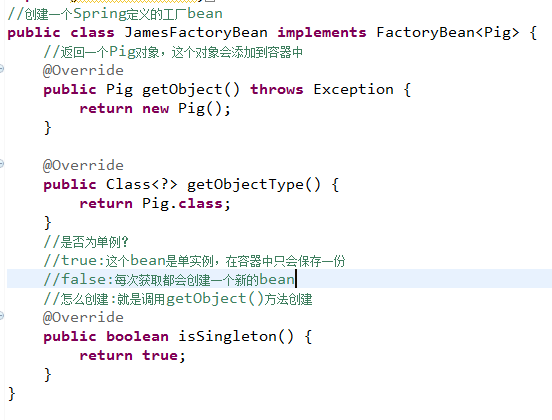 //创建一个Spring定义的工厂bean
public class JamesFactoryBean implements FactoryBean<Pig> {
//返回一个Pig对象，这个对象会添加到容器中
@Override
public Pig getObject() throws Exception {
return new Pig();
}
@Override
public Class<?> getObjectType() {
return Pig.class;
}
//是否为单例？
//true:这个bean是单实例，在容器中只会保存一份
//false:每次获取都会创建一个新的bean
//怎么创建:就是调用getObject()方法创建
@Override
public boolean isSingleton() {
return true;
}
}